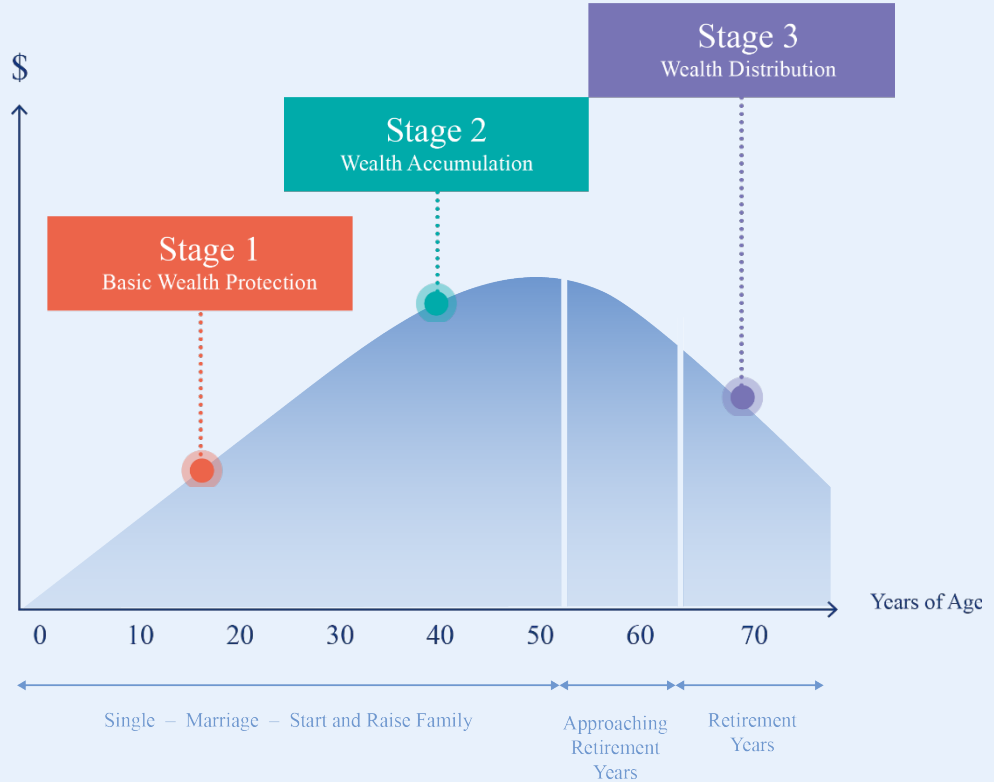 Stage 3
Wealth Distribution
$
Stage 2
Wealth Accumulation
Stage 1
Basic Wealth Protection
Years of Age
0 10 20 30 40 50 60 70
Single – Marriage – Start and Raise Family
Approaching
Retirement
Years
Retirement
Years